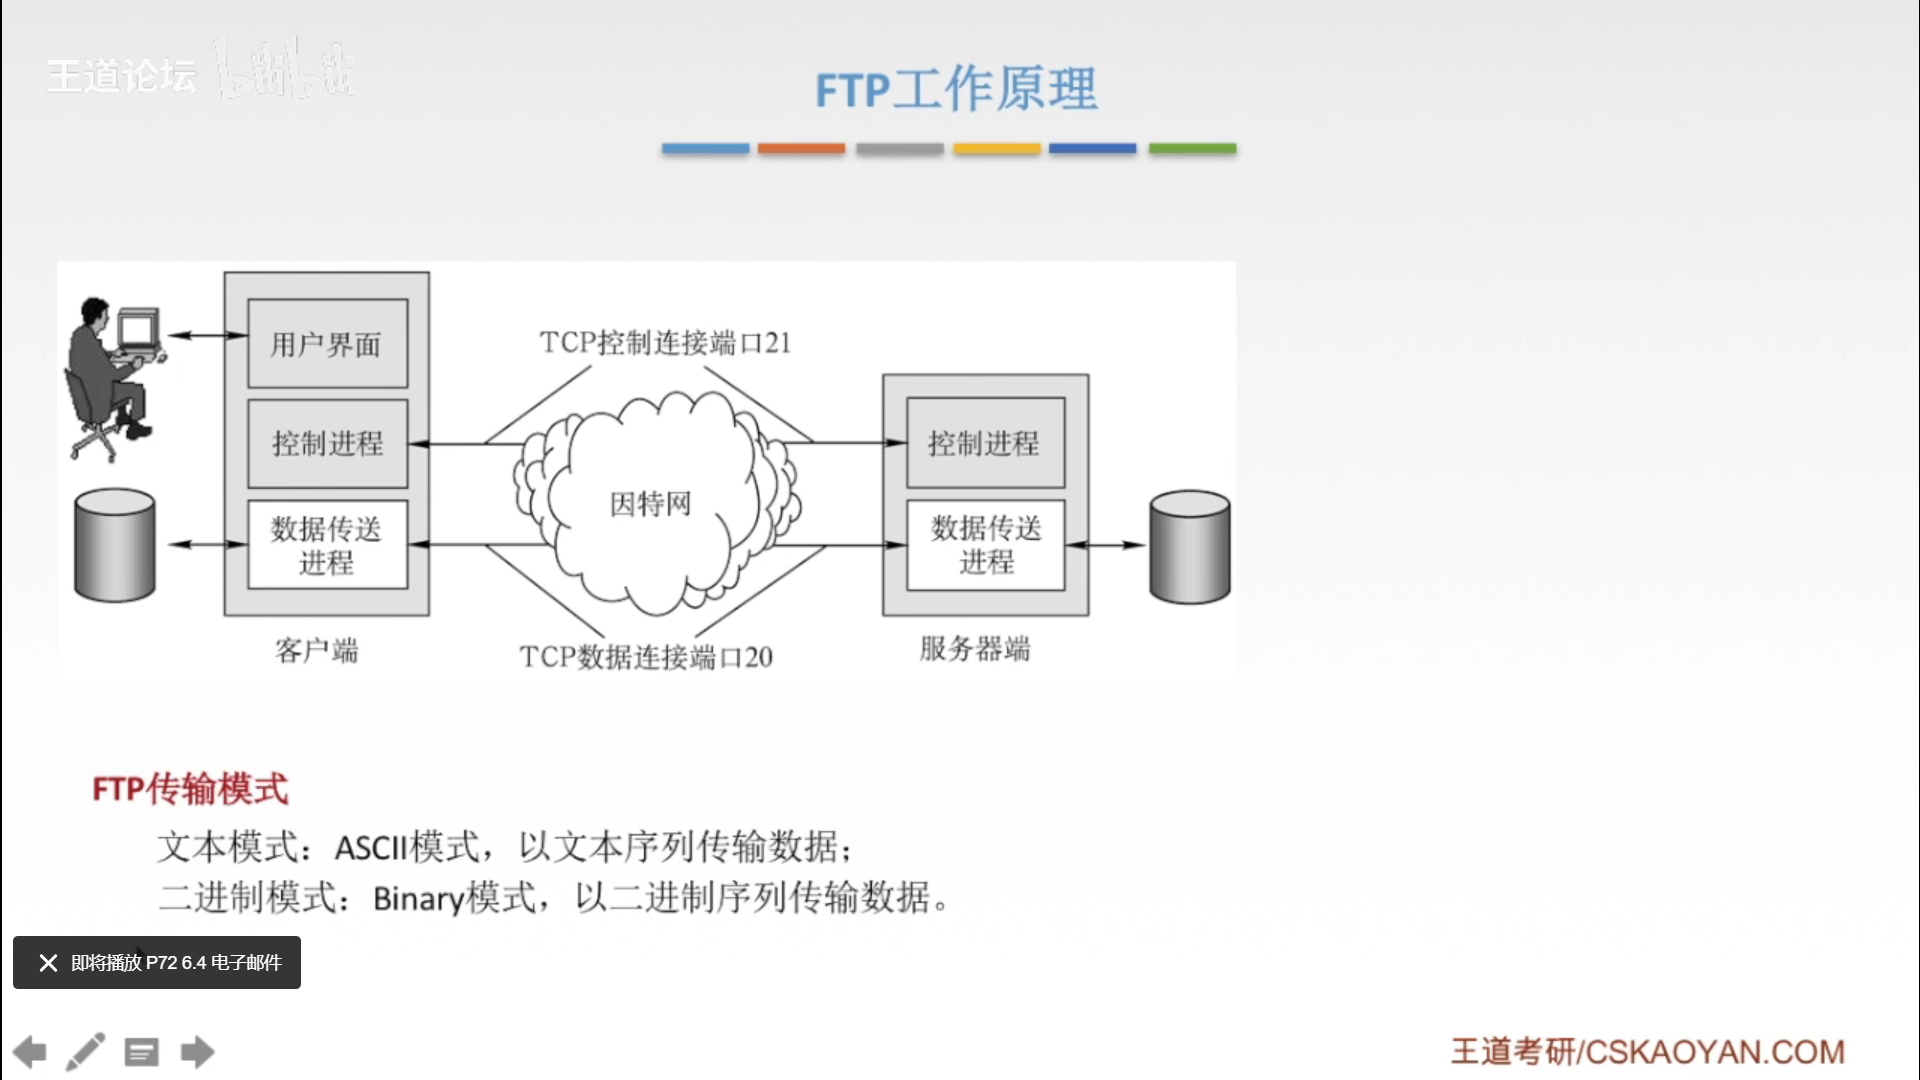 王道论坛 bilibili
FTP工作原理
用户界面
TCP控制连接端口21
控制进程
控制进程
因特网
数据传送
进程
数据传送
进程
客户端
TCP数据连接端口20
服务器端
FTP传输模式
文本模式：ASCII模式，以文本序列传输数据；
二进制模式：Binary模式，以二进制序列传输数据。
即将播放 P72 6.4 电子邮件
王道考研/CSKAOYAN.COM